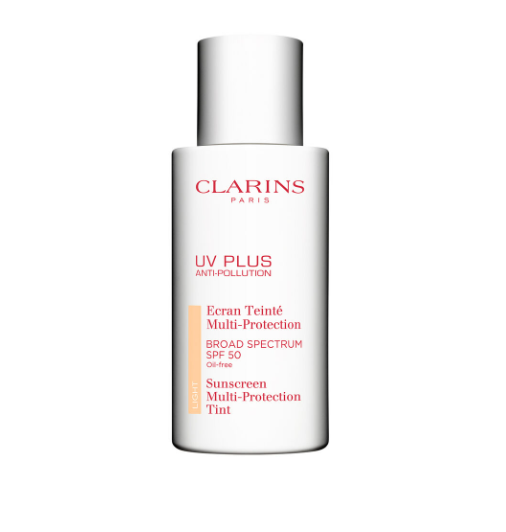 CLARINS
PARIS
UV PLUS
ANTI-POLLUTION
Ecran Teinté
Multi-Protection
BROAD SPECTRUM
SPF 50
Oil-free
Sunscreen
Multi-Protection
Tint
LIGHT